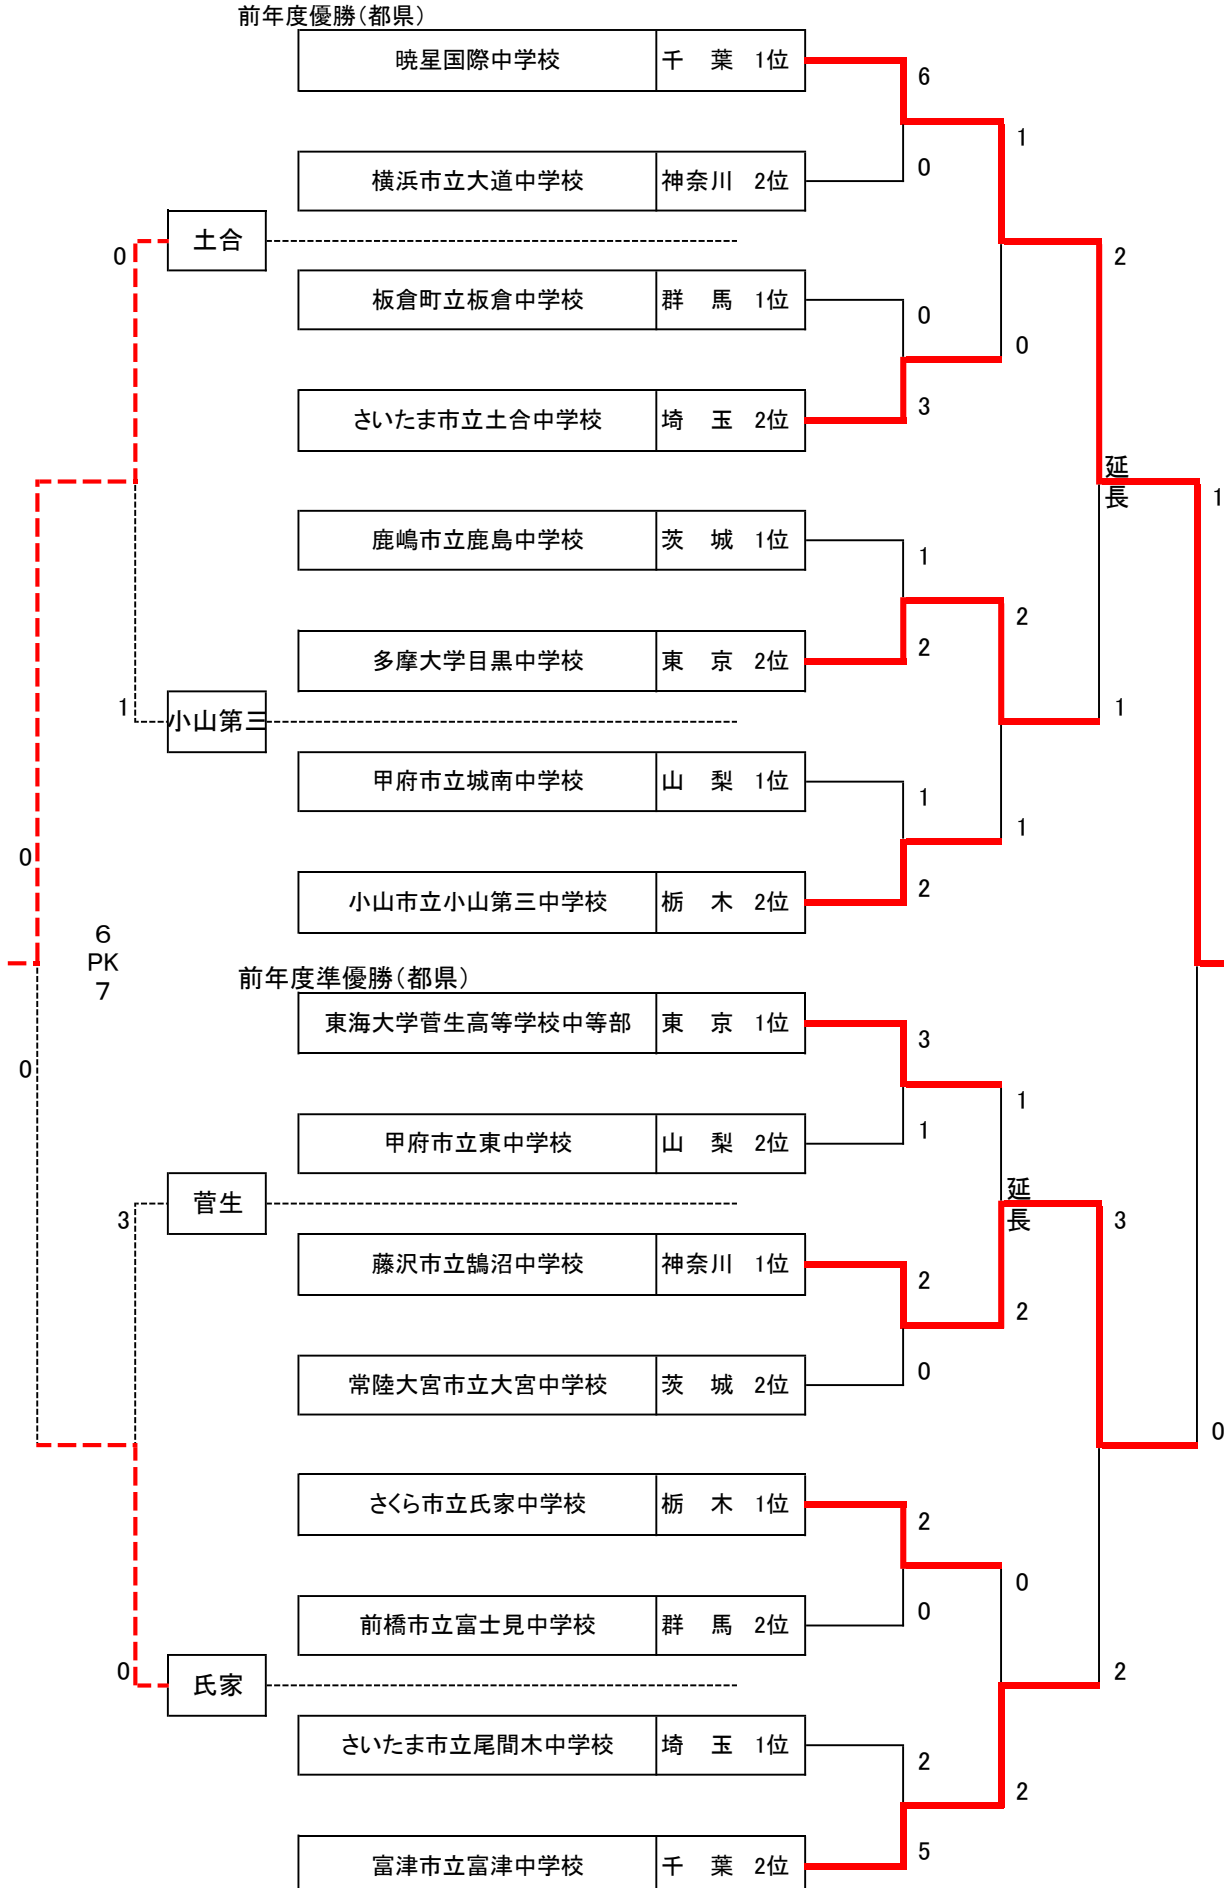 前年度優勝(都県)
暁星国際中学校 千 葉 1位
6
1
0
横浜市立大道中学校 神奈川 2位
土合
0
2
板倉町立板倉中学校 群 馬 1位
0
0
3
さいたま市立土合中学校 埼 玉 2位
延
長
1
鹿嶋市立鹿島中学校 茨 城 1位
1
2
2
多摩大学目黒中学校 東 京 2位
1
小山第三
1
甲府市立城南中学校 山 梨 1位
1
1
2
小山市立小山第三中学校 栃 木 2位
0
6
PK
7
前年度準優勝(都県)
東海大学菅生高等学校中等部 東 京 1位
3
0
1
1
甲府市立東中学校 山 梨 2位
菅生
3
延
長
3
藤沢市立鵠沼中学校 神奈川 1位
2
2
0
常陸大宮市立大宮中学校 茨 城 2位
0
さくら市立氏家中学校 栃 木 1位
2
0
0
前橋市立富士見中学校 群 馬 2位
0
氏家
2
さいたま市立尾間木中学校 埼 玉 1位
2
2
5
富津市立富津中学校 千 葉 2位